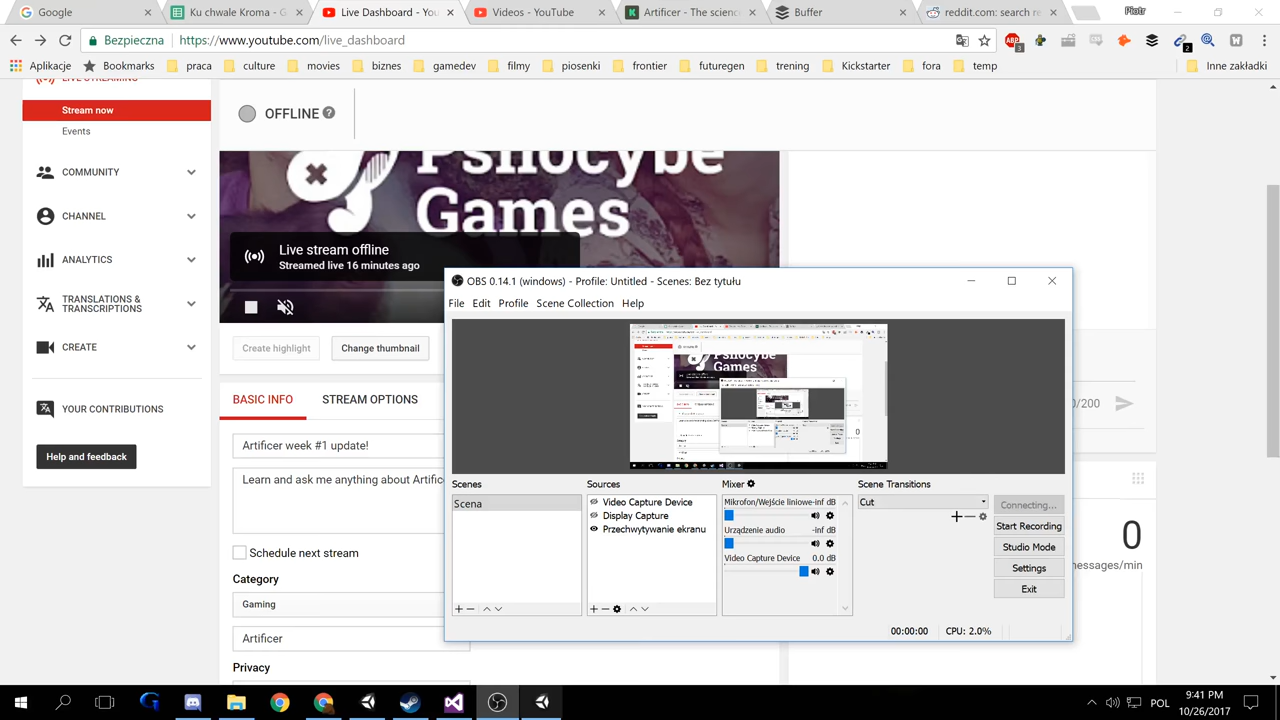 Google
Ku chwale Kroma - G
Live Dashboard - You
Videos - YouTube
Artificer - The science
Buffer
reddit.com: search re
Piotr
Bezpieczna
https://www.youtube.com/live_dashboard
ABP
3
2
Aplikacje
Bookmarks
praca
culture
movies
biznes
gamedev
filmy
piosenki
frontier
futuregen
trening
Kickstarter
fora
temp
Inne zakładki
LIVE STREAMING
Stream now
Events
COMMUNITY
CHANNEL
ANALYTICS
TRANSLATIONS &
TRANSCRIPTIONS
CREATE
YOUR CONTRIBUTIONS
Help and feedback
OFFLINE
Psilocybe
Games
Live stream offline
Streamed live 16 minutes ago
Create highlight
BASIC INFO
STREAM OPTIONS
Artificer week #1 update!
Learn and ask me anything about Artific
Schedule next stream
Category
Gaming
Artificer
Privacy
/200
0
messages/min
OBS 0.14.1 (windows) - Profile: Untitled - Scenes: Bez tytułu
File Edit Profile Scene Collection Help
Psilocybe
Games
Scenes
Scena
Sources
Video Capture Device
Display Capture
Przechwytywanie ekranu
Mixer
Mikrofon/Wejście liniowe -inf dB
Urządzenie audio -inf dB
Video Capture Device 0.0 dB
Scene Transitions
Cut
Connecting...
Start Recording
Studio Mode
Settings
Exit
00:00:00
CPU: 2.0%
POL
9:41 PM
10/26/2017